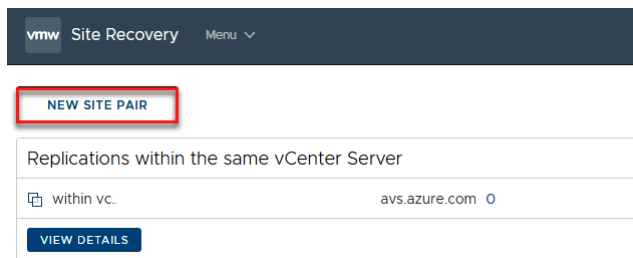 vmw Site Recovery Menu
NEW SITE PAIR
Replications within the same vCenter Server
within vc.. avs.azure.com 0
VIEW DETAILS